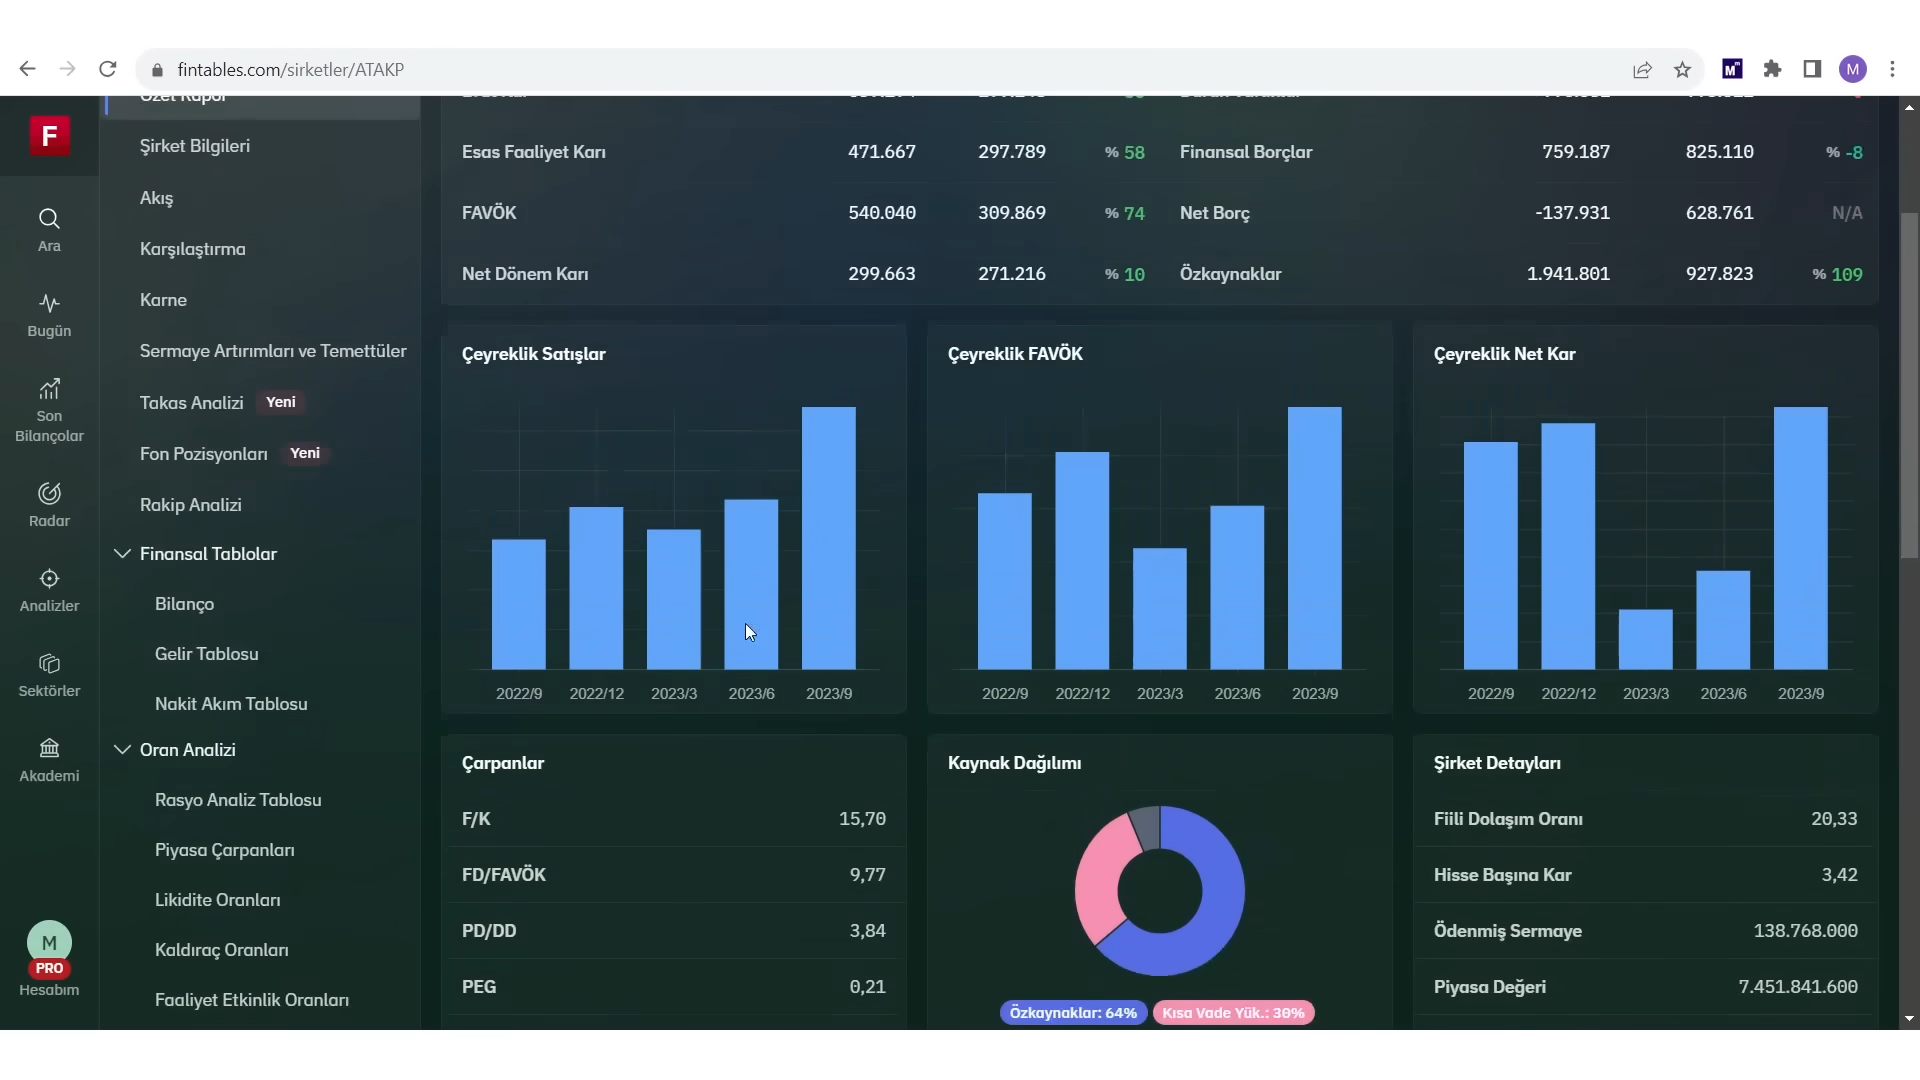 fintables.com/sirketler/ATAKP
M
F
Ara
Bugün
Son
Bilançolar
Radar
Analizler
Sektörler
Akademi
M
PRO
Hesabım
Özet Rapor
Şirket Bilgileri
Akış
Karşılaştırma
Karne
Sermaye Artırımları ve Temettüler
Takas Analizi Yeni
Fon Pozisyonları Yeni
Rakip Analizi
Finansal Tablolar
Bilanço
Gelir Tablosu
Nakit Akım Tablosu
Oran Analizi
Rasyo Analiz Tablosu
Piyasa Çarpanları
Likidite Oranları
Kaldıraç Oranları
Faaliyet Etkinlik Oranları
Esas Faaliyet Karı 471.667 297.789 % 58 Finansal Borçlar 759.187 825.110 % -8
FAVÖK 540.040 309.869 % 74 Net Borç -137.931 628.761 N/A
Net Dönem Karı 299.663 271.216 % 10 Özkaynaklar 1.941.801 927.823 % 109
Çeyreklik Satışlar
2022/9 2022/12 2023/3 2023/6 2023/9
Çeyreklik FAVÖK
2022/9 2022/12 2023/3 2023/6 2023/9
Çeyreklik Net Kar
2022/9 2022/12 2023/3 2023/6 2023/9
Çarpanlar
F/K 15,70
FD/FAVÖK 9,77
PD/DD 3,84
PEG 0,21
Kaynak Dağılımı
Özkaynaklar: 64% Kısa Vade Yük.: 30%
Şirket Detayları
Fiili Dolaşım Oranı 20,33
Hisse Başına Kar 3,42
Ödenmiş Sermaye 138.768.000
Piyasa Değeri 7.451.841.600